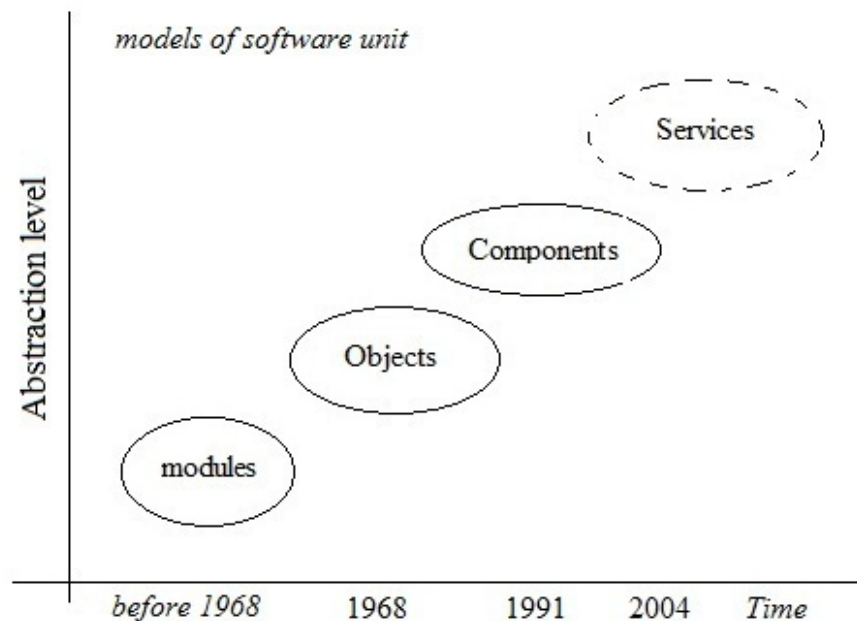 models of software unit
Services
Components
Objects
modules
Abstraction level
before 1968 1968 1991 2004 Time